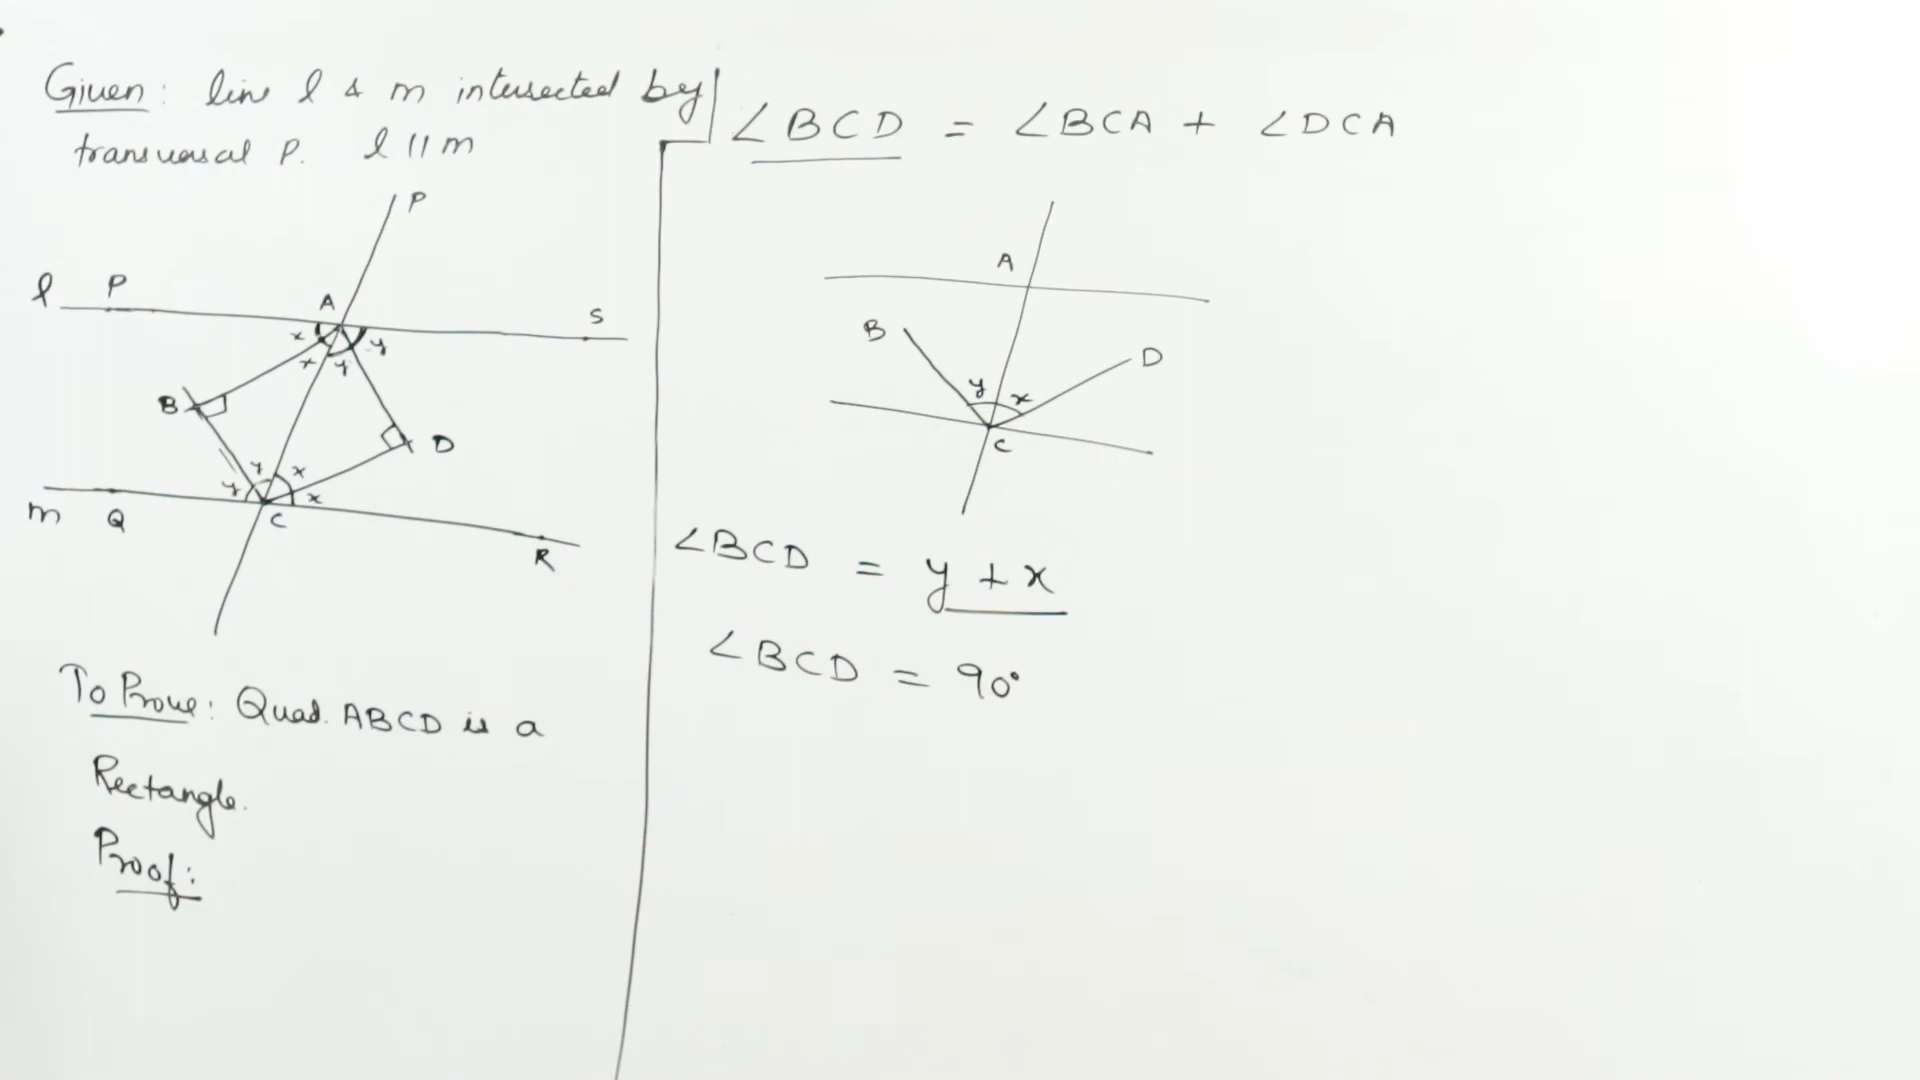 Given: line l & m intersected by
transversal P. l || m
P
l P A S
x y
x y
B D
y x
y x
m Q C R
To Prove: Quad. ABCD is a
Rectangle.
Proof:
∠BCD = ∠BCA + ∠DCA
A
B D
y x
C
∠BCD = y + x
∠BCD = 90°